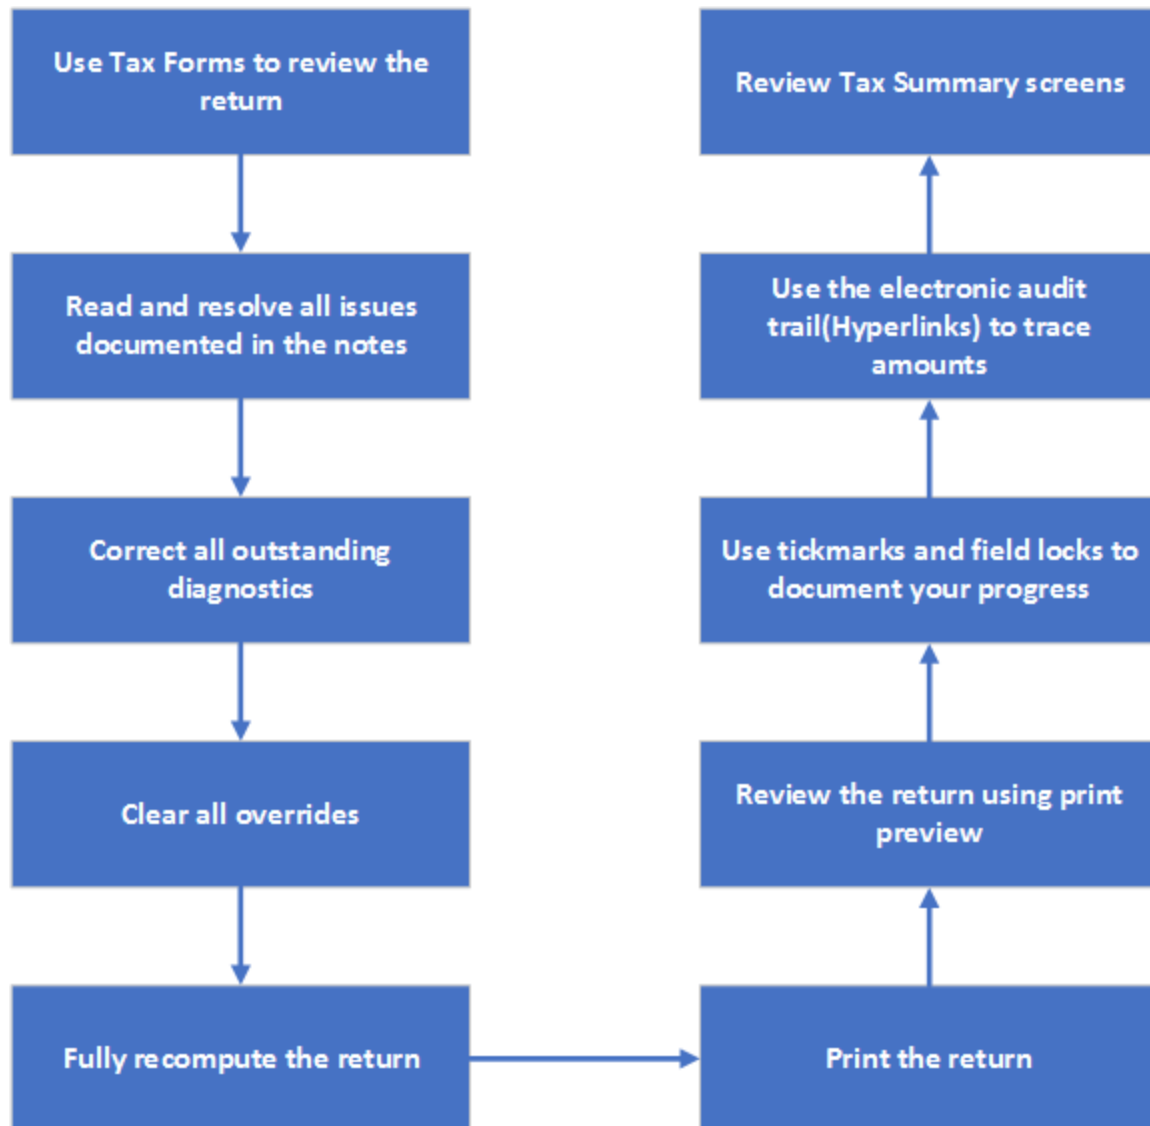 Use Tax Forms to review the
return
Read and resolve all issues
documented in the notes
Correct all outstanding
diagnostics
Clear all overrides
Fully recompute the return
Print the return
Review the return using print
preview
Use tickmarks and field locks to
document your progress
Use the electronic audit
trail(Hyperlinks) to trace
amounts
Review Tax Summary screens